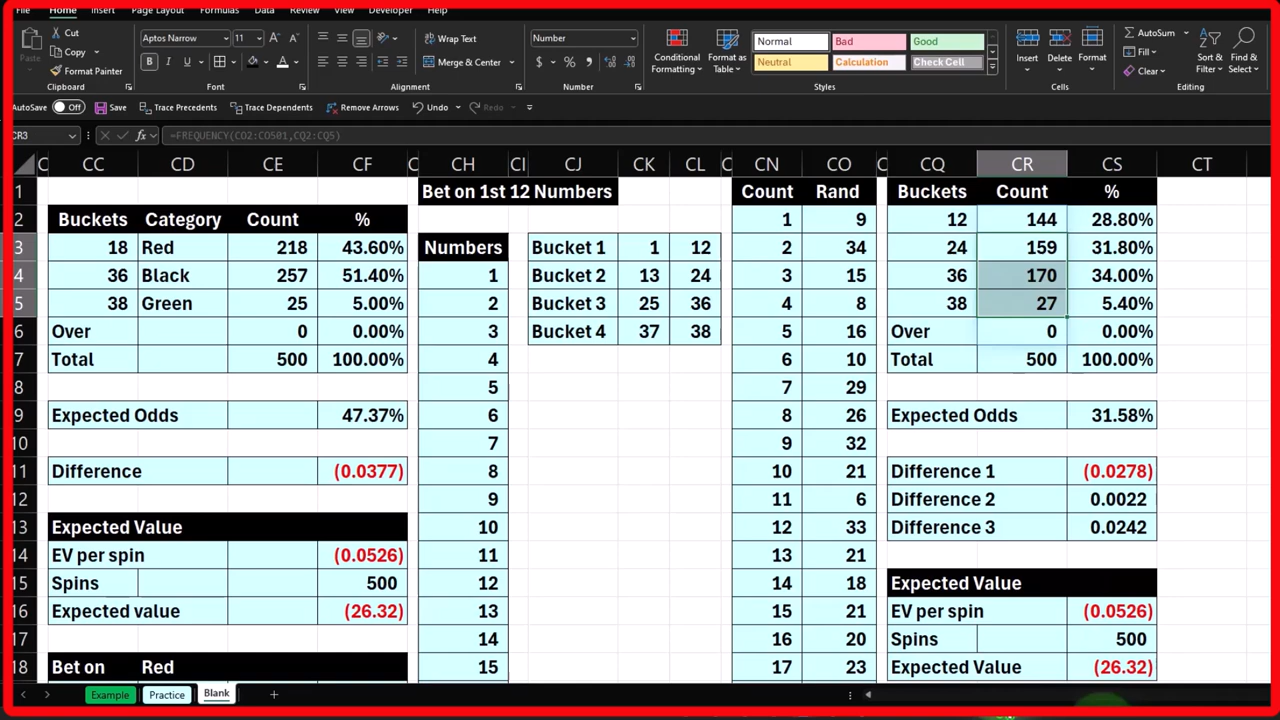 Home Insert Page Layout Formulas Data Review View Developer Help
Cut
Copy
Format Painter
Paste
Clipboard
Aptos Narrow 11 A A
B I U A
Font
Wrap Text
Merge & Center
Alignment
Number
$ % 
Number
Conditional Formatting
Format as Table
Normal Bad Good
Neutral Calculation Check Cell
Styles
Insert Delete Format
Cells
AutoSum
Fill
Clear
Sort & Filter
Find & Select
Editing
AutoSave Off Save Trace Precedents Trace Dependents Remove Arrows Undo Redo
CR3 fx =FREQUENCY(CO2:CO501,CQ2:CQ5)
C CC CD CE CF C CH CI CJ CK CL C CN CO C CQ CR CS CT
1 Bet on 1st 12 Numbers Count Rand Buckets Count %
2 Buckets Category Count % 1 9 12 144 28.80%
3 18 Red 218 43.60% Numbers Bucket 1 1 12 2 34 24 159 31.80%
4 36 Black 257 51.40% 1 Bucket 2 13 24 3 15 36 170 34.00%
5 38 Green 25 5.00% 2 Bucket 3 25 36 4 8 38 27 5.40%
6 Over 0 0.00% 3 Bucket 4 37 38 5 16 Over 0 0.00%
7 Total 500 100.00% 4 6 10 Total 500 100.00%
8 5 7 29
9 Expected Odds 47.37% 6 8 26 Expected Odds 31.58%
10 7 9 32
11 Difference (0.0377) 8 10 21 Difference 1 (0.0278)
12 9 11 6 Difference 2 0.0022
13 Expected Value 10 12 33 Difference 3 0.0242
14 EV per spin (0.0526) 11 13 21
15 Spins 500 12 14 18 Expected Value
16 Expected value (26.32) 13 15 21 EV per spin (0.0526)
17 14 16 20 Spins 500
18 Bet on Red 15 17 23 Expected Value (26.32)
Example Practice Blank +